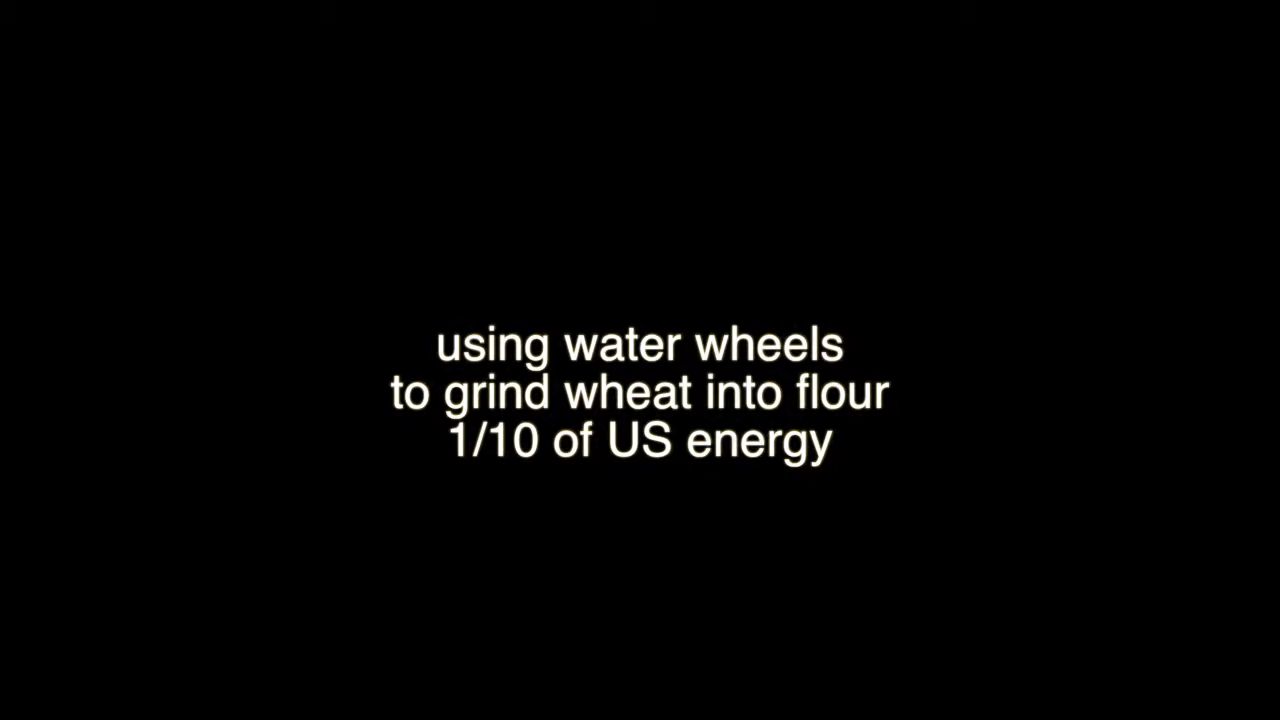 using water wheels
to grind wheat into flour
1/10 of US energy